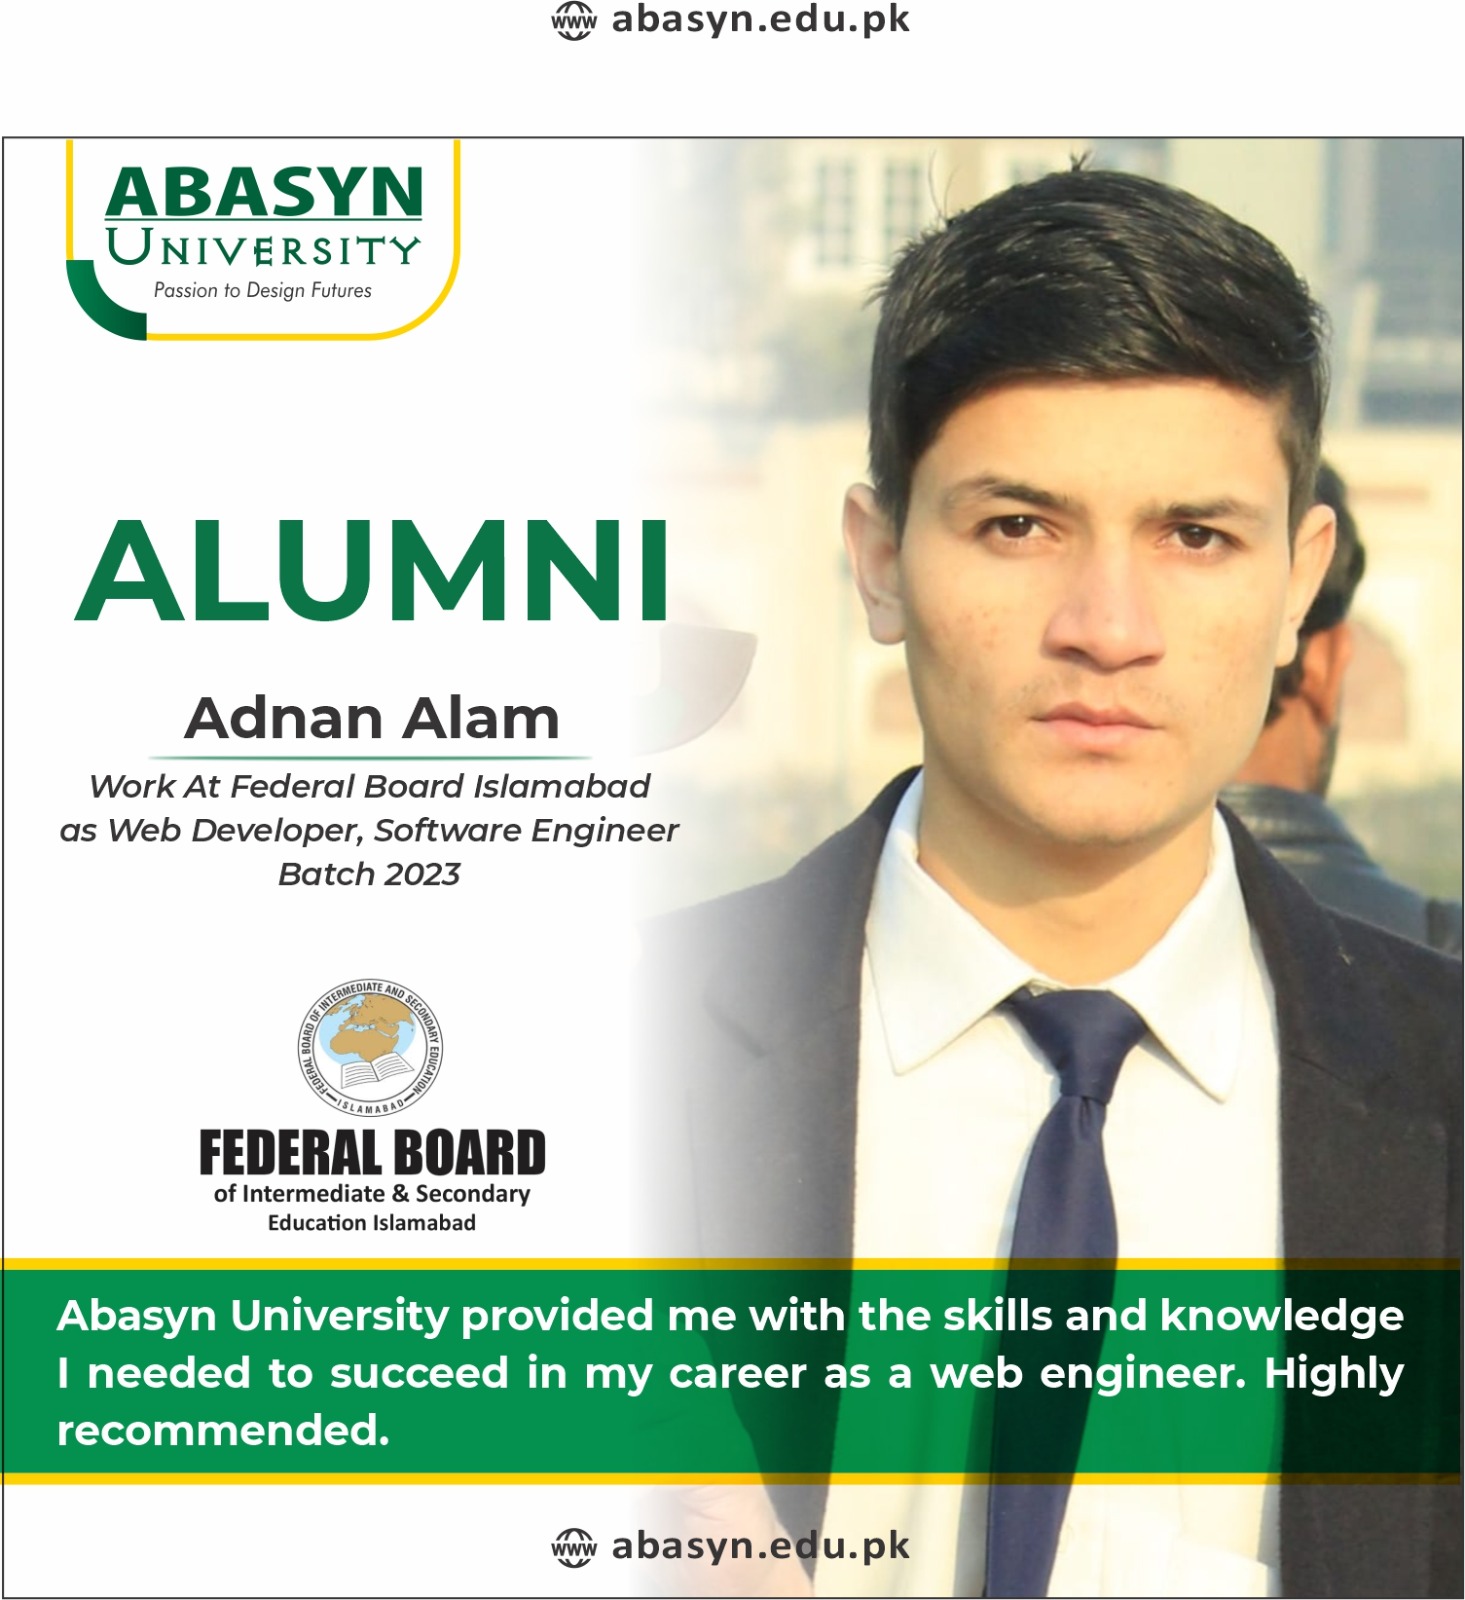 www abasyn.edu.pk
ABASYN
UNIVERSITY
Passion to Design Futures
ALUMNI
Adnan Alam
Work At Federal Board Islamabad
as Web Developer, Software Engineer
Batch 2023
FEDERAL BOARD OF INTERMEDIATE AND SECONDARY EDUCATION
ISLAMABAD
FEDERAL BOARD
of Intermediate & Secondary
Education Islamabad
Abasyn University provided me with the skills and knowledge
I needed to succeed in my career as a web engineer. Highly
recommended.
www abasyn.edu.pk